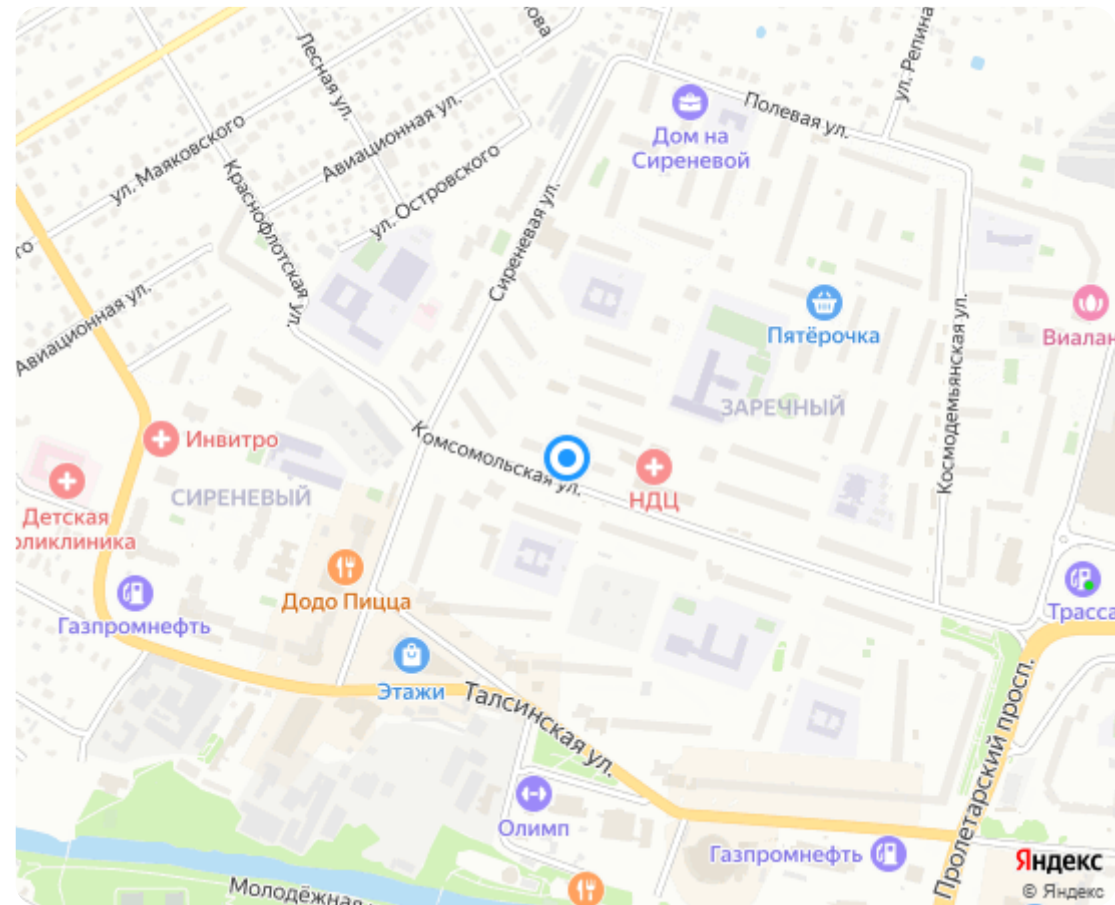 ова
Лесная ул.
ул. Репина
Дом на
Сиреневой
Полевая ул.
ул. Маяковского
Авиационная ул.
ул. Островского
Краснофлотская ул.
Сиреневая ул.
го
Авиационная ул.
Пятёрочка
Виалан
Космодемьянская ул.
ЗАРЕЧНЫЙ
Инвитро
Комсомольская ул.
НДЦ
СИРЕНЕВЫЙ
Детская
оликлиника
Додо Пицца
Газпромнефть
Трасса
Этажи
Талсинская ул.
Пролетарский просп.
Олимп
Газпромнефть
Молодёжная
Яндекс
© Яндекс